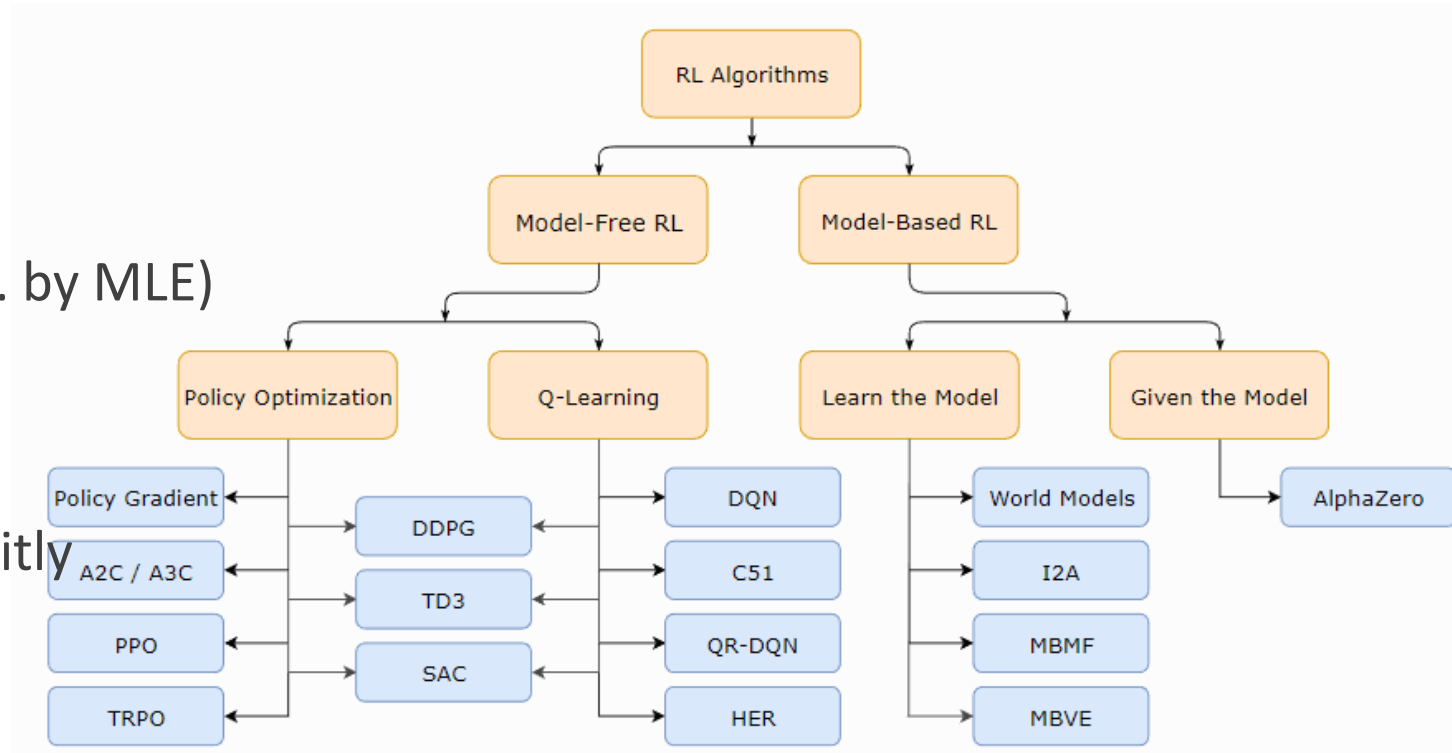 RL Algorithms
Model-Free RL
Model-Based RL
. by MLE)
Policy Optimization
Q-Learning
Learn the Model
Given the Model
Policy Gradient
DDPG
DQN
World Models
AlphaZero
itly
A2C / A3C
TD3
C51
I2A
PPO
SAC
QR-DQN
MBMF
TRPO
HER
MBVE